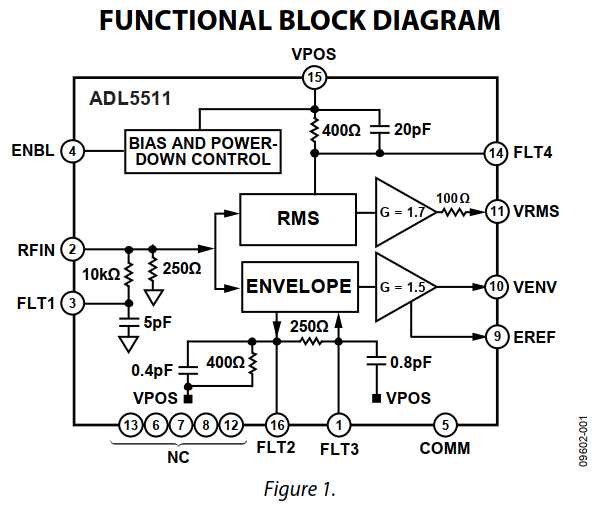 FUNCTIONAL BLOCK DIAGRAM
VPOS
15
ADL5511
400Ω
20pF
ENBL
4
BIAS AND POWER-
DOWN CONTROL
14
FLT4
RMS
G = 1.7
100Ω
11
VRMS
RFIN
2
10kΩ
250Ω
ENVELOPE
G = 1.5
10
VENV
FLT1
3
5pF
250Ω
9
EREF
0.4pF
400Ω
0.8pF
VPOS
VPOS
13
6
7
8
12
16
1
5
NC
FLT2
FLT3
COMM
09602-001
Figure 1.